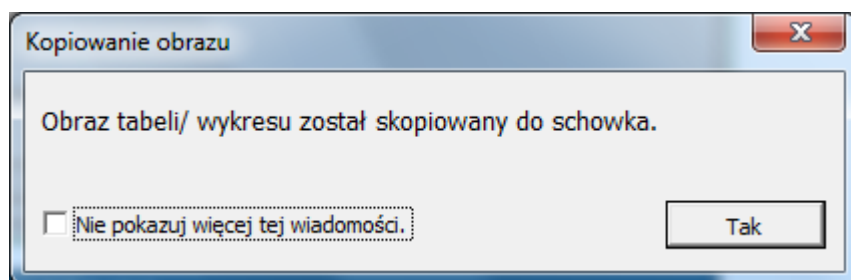 Kopiowanie obrazu
Obraz tabeli/ wykresu został skopiowany do schowka.
Nie pokazuj więcej tej wiadomości.
Tak